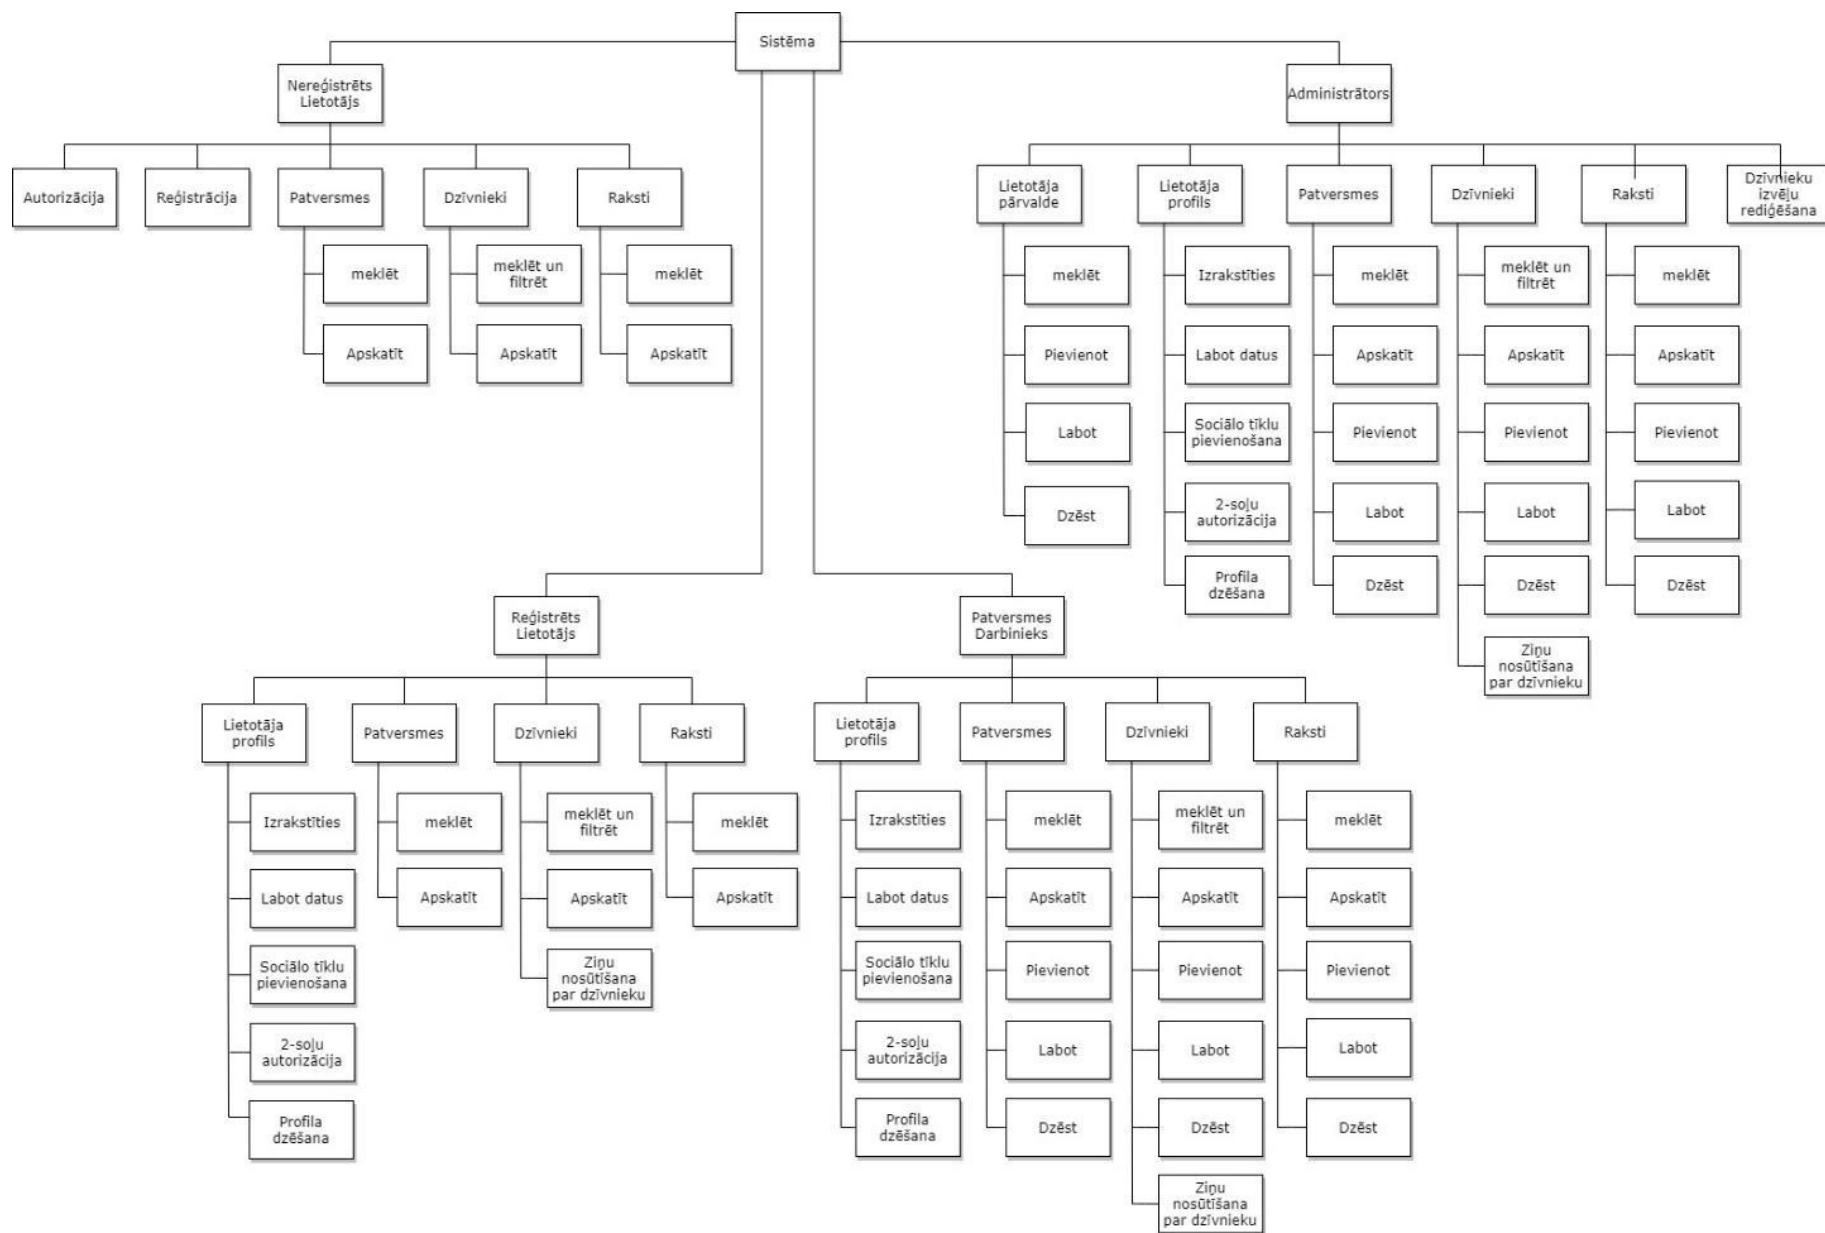 Sistēma
Nereģistrēts
Lietotājs
Autorizācija
Reģistrācija
Patversmes
meklēt
Apskatīt
Dzīvnieki
meklēt un
filtrēt
Apskatīt
Raksti
meklēt
Apskatīt
Administrātors
Lietotāja
pārvalde
meklēt
Pievienot
Labot
Dzēst
Lietotāja
profils
Izrakstīties
Labot datus
Sociālo tīklu
pievienošana
2-soļu
autorizācija
Profila
dzēšana
Patversmes
meklēt
Apskatīt
Pievienot
Labot
Dzēst
Dzīvnieki
meklēt un
filtrēt
Apskatīt
Pievienot
Labot
Dzēst
Ziņu
nosūtīšana
par dzīvnieku
Raksti
meklēt
Apskatīt
Pievienot
Labot
Dzēst
Dzīvnieku
izvēļu
rediģēšana
Reģistrēts
Lietotājs
Lietotāja
profils
Izrakstīties
Labot datus
Sociālo tīklu
pievienošana
2-soļu
autorizācija
Profila
dzēšana
Patversmes
meklēt
Apskatīt
Dzīvnieki
meklēt un
filtrēt
Apskatīt
Ziņu
nosūtīšana
par dzīvnieku
Raksti
meklēt
Apskatīt
Patversmes
Darbinieks
Lietotāja
profils
Izrakstīties
Labot datus
Sociālo tīklu
pievienošana
2-soļu
autorizācija
Profila
dzēšana
Patversmes
meklēt
Apskatīt
Pievienot
Labot
Dzēst
Dzīvnieki
meklēt un
filtrēt
Apskatīt
Pievienot
Labot
Dzēst
Ziņu
nosūtīšana
par dzīvnieku
Raksti
meklēt
Apskatīt
Pievienot
Labot
Dzēst